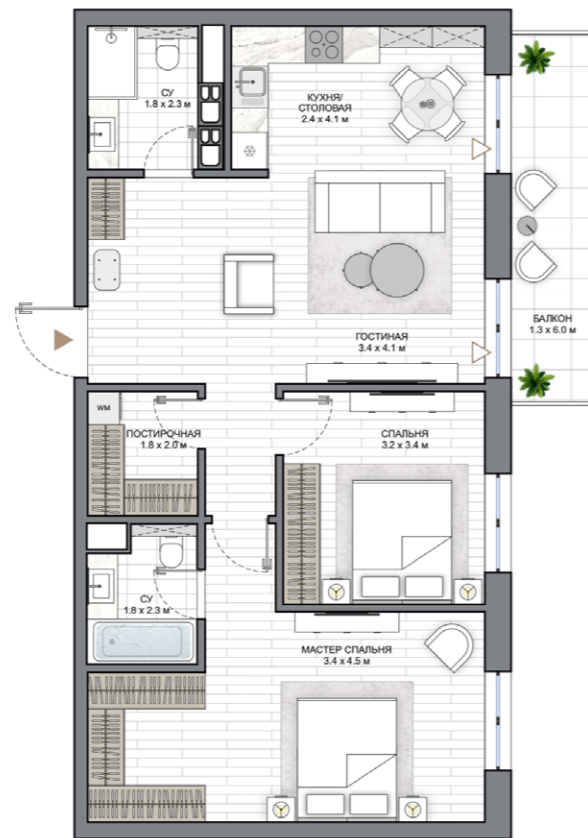 СУ
1.8 x 2.3 м
КУХНЯ/
СТОЛОВАЯ
2.4 x 4.1 м
ГОСТИНАЯ
3.4 x 4.1 м
БАЛКОН
1.3 x 6.0 м
WM
ПОСТИРОЧНАЯ
1.8 x 2.0 м
СПАЛЬНЯ
3.2 x 3.4 м
СУ
1.8 x 2.3 м
МАСТЕР СПАЛЬНЯ
3.4 x 4.5 м